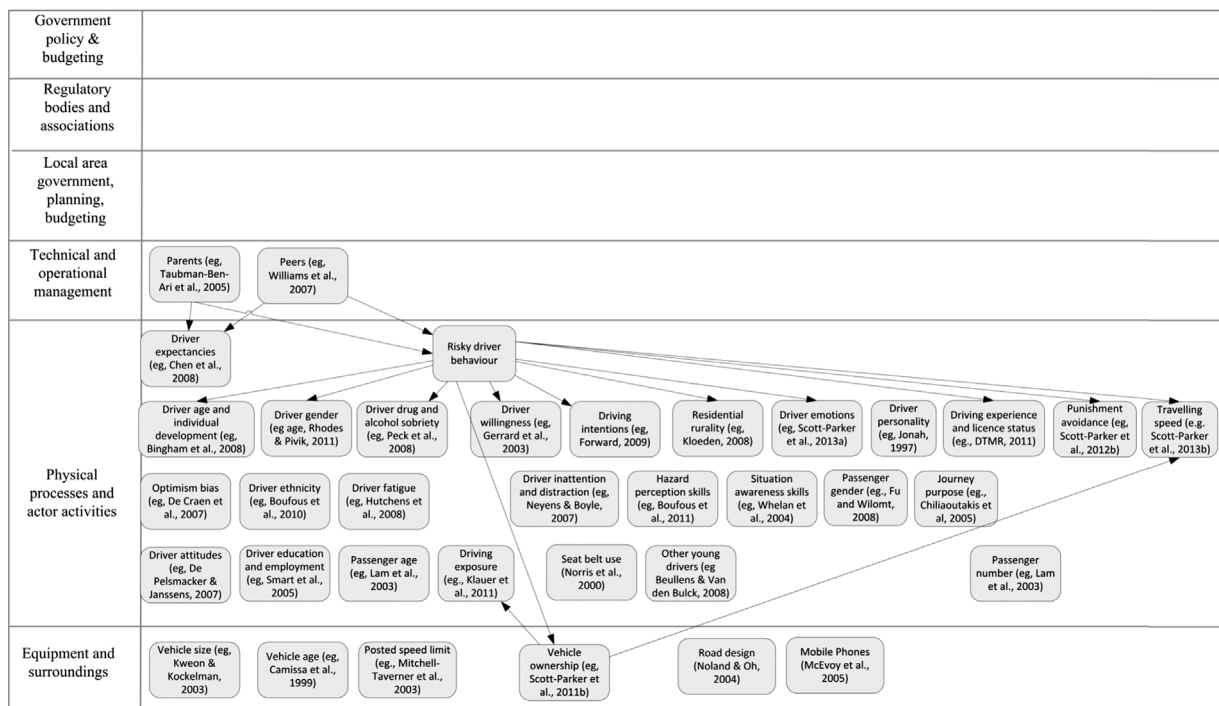 Government
policy &
budgeting
Regulatory
bodies and
associations
Local area
government,
planning,
budgeting
Technical and
operational
management
Parents (eg,
Taubman-Ben-
Ari et al., 2005)
Peers (eg,
Williams et al.,
2007)
Physical
processes and
actor activities
Driver
expectancies
(eg, Chen et al.,
2008)
Risky driver
behaviour
Driver age and
individual
development (eg,
Bingham et al., 2008)
Driver gender
(eg age, Rhodes
& Pivik, 2011)
Driver drug and
alcohol sobriety
(eg, Peck et al.,
2008)
Driver
willingness (eg,
Gerrard et al.,
2003)
Driving
intentions (eg,
Forward, 2009)
Residential
rurality (eg,
Kloeden, 2008)
Driver emotions
(eg, Scott-Parker
et al., 2013a)
Driver
personality
(eg, Jonah,
1997)
Driving experience
and licence status
(eg., DTMR, 2011)
Punishment
avoidance (eg,
Scott-Parker et
al., 2012b)
Travelling
speed (e.g.
Scott-Parker
et al., 2013b)
Optimism bias
(eg, De Craen et
al., 2007)
Driver ethnicity
(eg, Boufous et
al., 2010)
Driver fatigue
(eg, Hutchens et
al., 2008)
Driver inattention
and distraction (eg,
Neyens & Boyle,
2007)
Hazard
perception skills
(eg, Boufous et
al., 2011)
Situation
awareness skills
(eg, Whelan et al.,
2004)
Passenger
gender (eg., Fu
and Wilomt,
2008)
Journey
purpose (eg.,
Chiliaoutakis et
al, 2005)
Driver attitudes
(eg, De
Pelsmacker &
Janssens, 2007)
Driver education
and employment
(eg, Smart et al.,
2005)
Passenger age
(eg, Lam et al.,
2003)
Driving
exposure
(eg., Klauer et
al., 2011)
Seat belt use
(Norris et al.,
2000)
Other young
drivers (eg
Beullens & Van
den Bulck, 2008)
Passenger
number (eg, Lam
et al., 2003)
Equipment and
surroundings
Vehicle size (eg,
Kweon &
Kockelman,
2003)
Vehicle age (eg,
Camissa et al.,
1999)
Posted speed limit
(eg., Mitchell-
Taverner et al.,
2003)
Vehicle
ownership (eg,
Scott-Parker et
al., 2011b)
Road design
(Noland & Oh,
2004)
Mobile Phones
(McEvoy et al.,
2005)